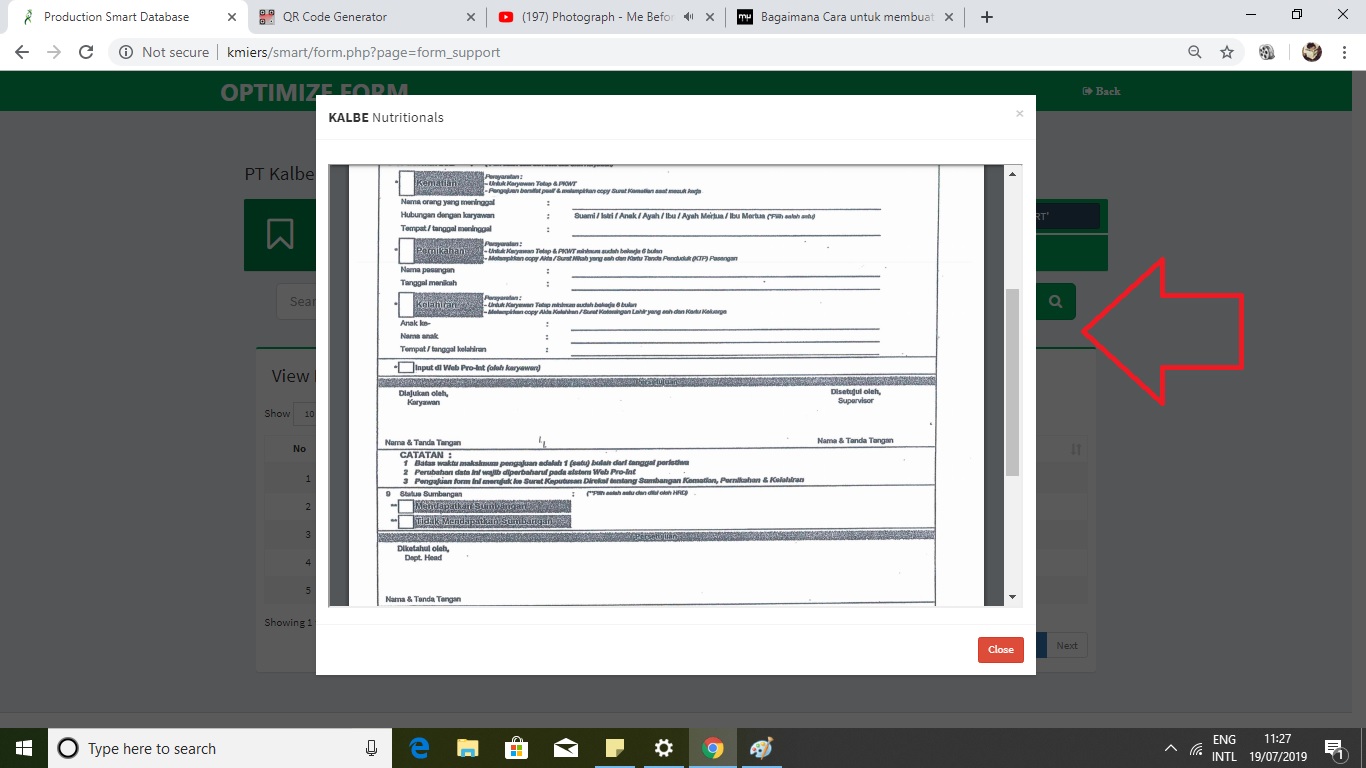 Production Smart Database
QR Code Generator
(197) Photograph - Me Befor
Bagaimana Cara untuk membuat
Not secure
kmiers/smart/form.php?page=form_support
OPTIMIZE FORM
Back
KALBE Nutritionals
×
PT Kalbe
Sear
View
Show 10
No
1
2
3
4
5
Showing 1
Next
Kematian
Persyaratan :
- Untuk Karyawan Tetap & PKWT
- Pengajuan bersifat pasif & melampirkan copy Surat Kematian saat masuk kerja
Nama orang yang meninggal :
Hubungan dengan karyawan : Suami / Istri / Anak / Ayah / Ibu / Ayah Mertua / Ibu Mertua (*Pilih salah satu)
Tempat / tanggal meninggal :
Pernikahan
Persyaratan :
- Untuk Karyawan Tetap & PKWT minimum sudah bekerja 6 bulan
- Melampirkan copy Akta / Surat Nikah yang sah dan Kartu Tanda Penduduk (KTP) Pasangan
Nama pasangan :
Tanggal menikah :
Kelahiran
Persyaratan :
- Untuk Karyawan Tetap minimum sudah bekerja 6 bulan
- Melampirkan copy Akta Kelahiran / Surat Keterangan Lahir yang sah dan Kartu Keluarga
Anak ke- :
Nama anak :
Tempat / tanggal kelahiran :
Input di Web Pro-Int (oleh karyawan)
Diajukan oleh,
Karyawan
Disetujui oleh,
Supervisor
Nama & Tanda Tangan
Nama & Tanda Tangan
CATATAN :
1 Batas waktu maksimum pengajuan adalah 1 (satu) bulan dari tanggal peristiwa
2 Perubahan data ini wajib diperbaharui pada sistem Web Pro-Int
3 Pengajuan form ini merujuk ke Surat Keputusan Direksi tentang Sumbangan Kematian, Pernikahan & Kelahiran
9 Status Sumbangan : (**Pilih salah satu dan diisi oleh HRD)
** Mendapatkan Sumbangan
** Tidak Mendapatkan Sumbangan
Persetujuan
Diketahui oleh,
Dept. Head
Nama & Tanda Tangan
Close
Type here to search
ENG
INTL
11:27
19/07/2019
1